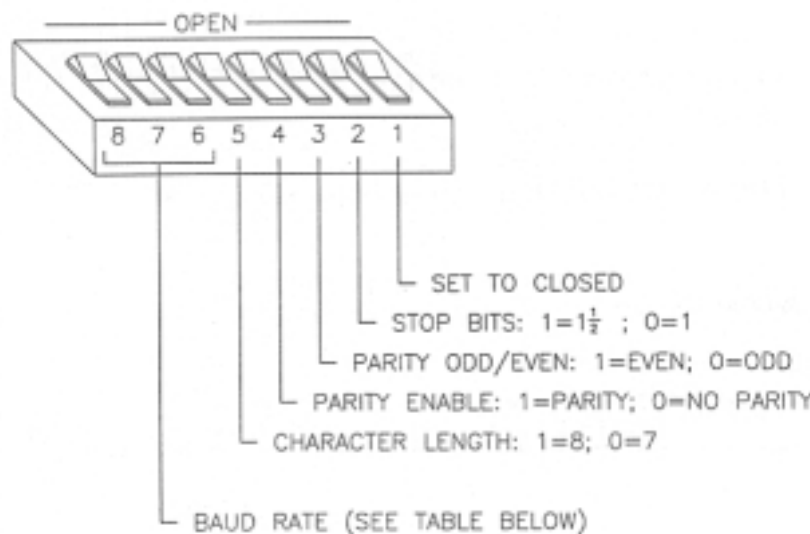 OPEN
8 7 6 5 4 3 2 1
SET TO CLOSED
STOP BITS: 1=1½ ; 0=1
PARITY ODD/EVEN: 1=EVEN; 0=ODD
PARITY ENABLE: 1=PARITY; 0=NO PARITY
CHARACTER LENGTH: 1=8; 0=7
BAUD RATE (SEE TABLE BELOW)